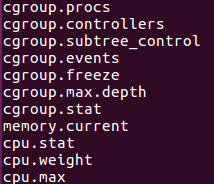 cgroup.procs
cgroup.controllers
cgroup.subtree_control
cgroup.events
cgroup.freeze
cgroup.max.depth
cgroup.stat
memory.current
cpu.stat
cpu.weight
cpu.max